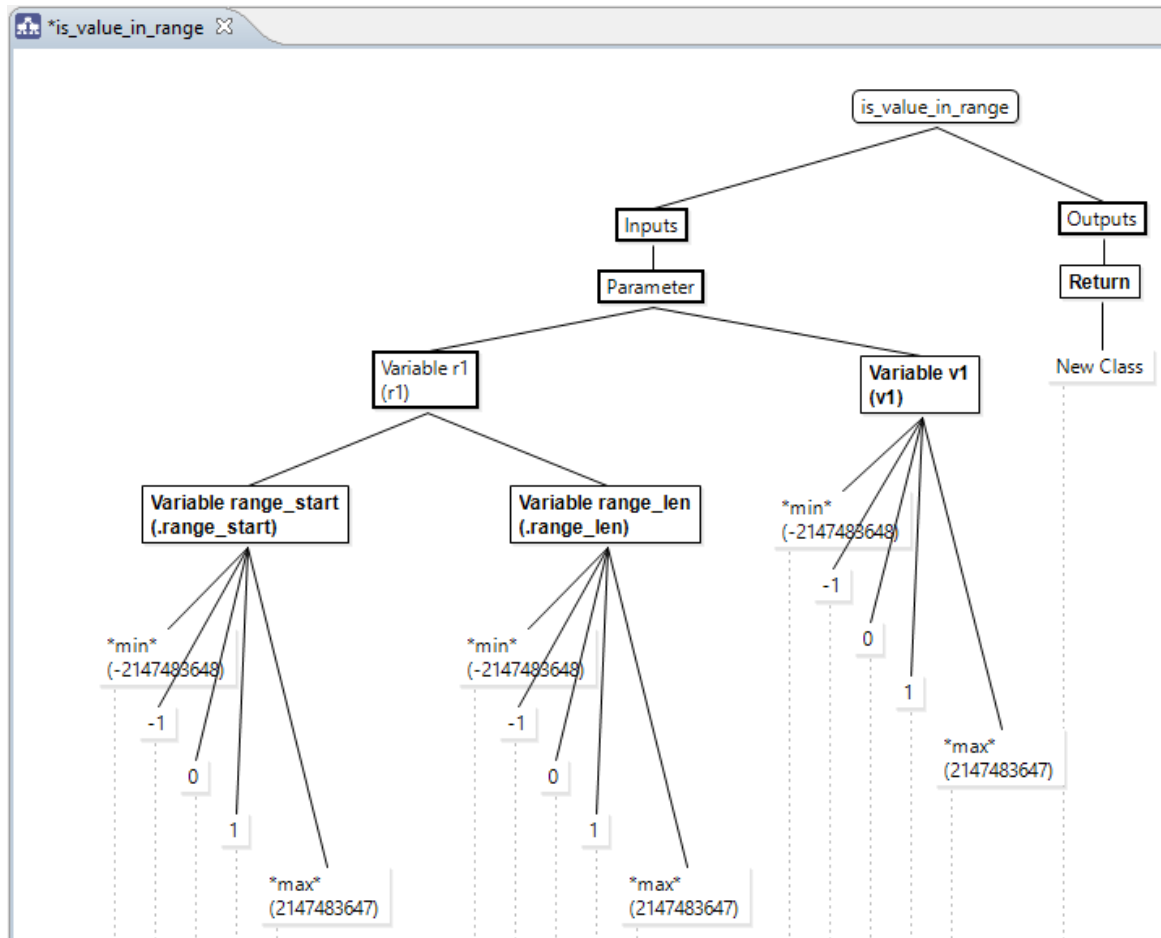 *is_value_in_range
is_value_in_range
Inputs
Outputs
Parameter
Return
Variable r1
(r1)
Variable v1
(v1)
New Class
Variable range_start
(.range_start)
Variable range_len
(.range_len)
*min*
(-2147483648)
-1
0
1
*max*
(2147483647)
*min*
(-2147483648)
-1
0
1
*max*
(2147483647)
*min*
(-2147483648)
-1
0
1
*max*
(2147483647)